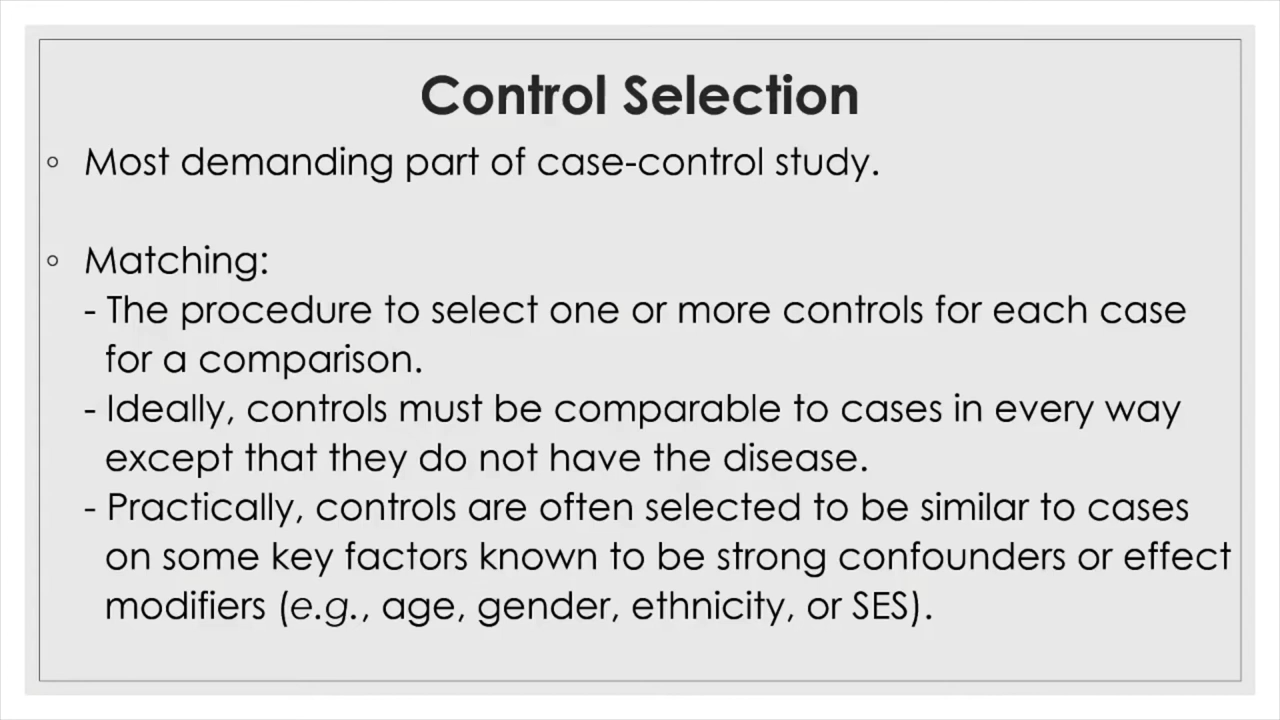 Control Selection
◦ Most demanding part of case-control study.
◦ Matching:
- The procedure to select one or more controls for each case
for a comparison.
- Ideally, controls must be comparable to cases in every way
except that they do not have the disease.
- Practically, controls are often selected to be similar to cases
on some key factors known to be strong confounders or effect
modifiers (e.g., age, gender, ethnicity, or SES).